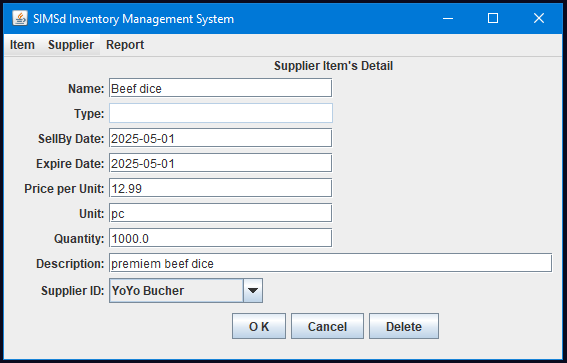 SIMSd Inventory Management System
Item Supplier Report
Supplier Item's Detail
Name: Beef dice
Type:
SellBy Date: 2025-05-01
Expire Date: 2025-05-01
Price per Unit: 12.99
Unit: pc
Quantity: 1000.0
Description: premiem beef dice
Supplier ID: YoYo Bucher
O K Cancel Delete